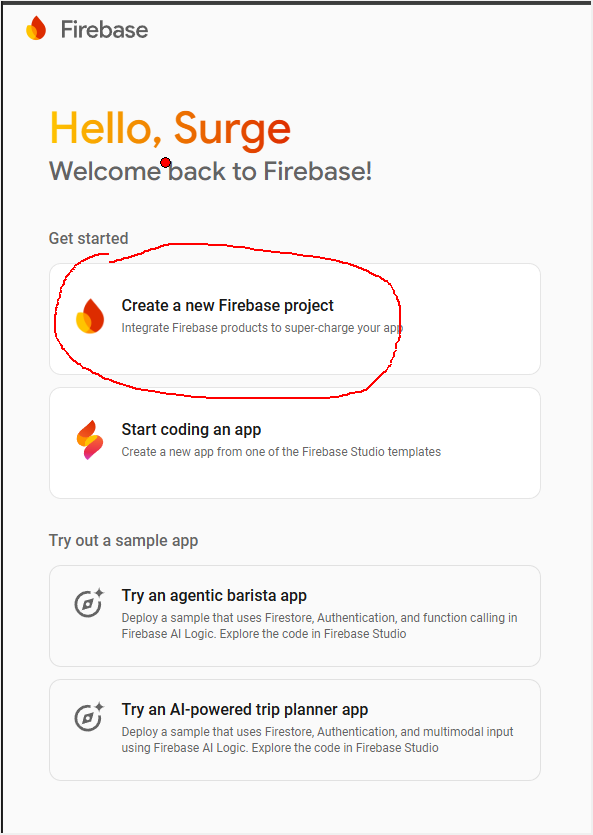 Firebase
Hello, Surge
Welcome back to Firebase!
Get started
Create a new Firebase project
Integrate Firebase products to super-charge your app
Start coding an app
Create a new app from one of the Firebase Studio templates
Try out a sample app
Try an agentic barista app
Deploy a sample that uses Firestore, Authentication, and function calling in
Firebase AI Logic. Explore the code in Firebase Studio
Try an AI-powered trip planner app
Deploy a sample that uses Firestore, Authentication, and multimodal input
using Firebase AI Logic. Explore the code in Firebase Studio